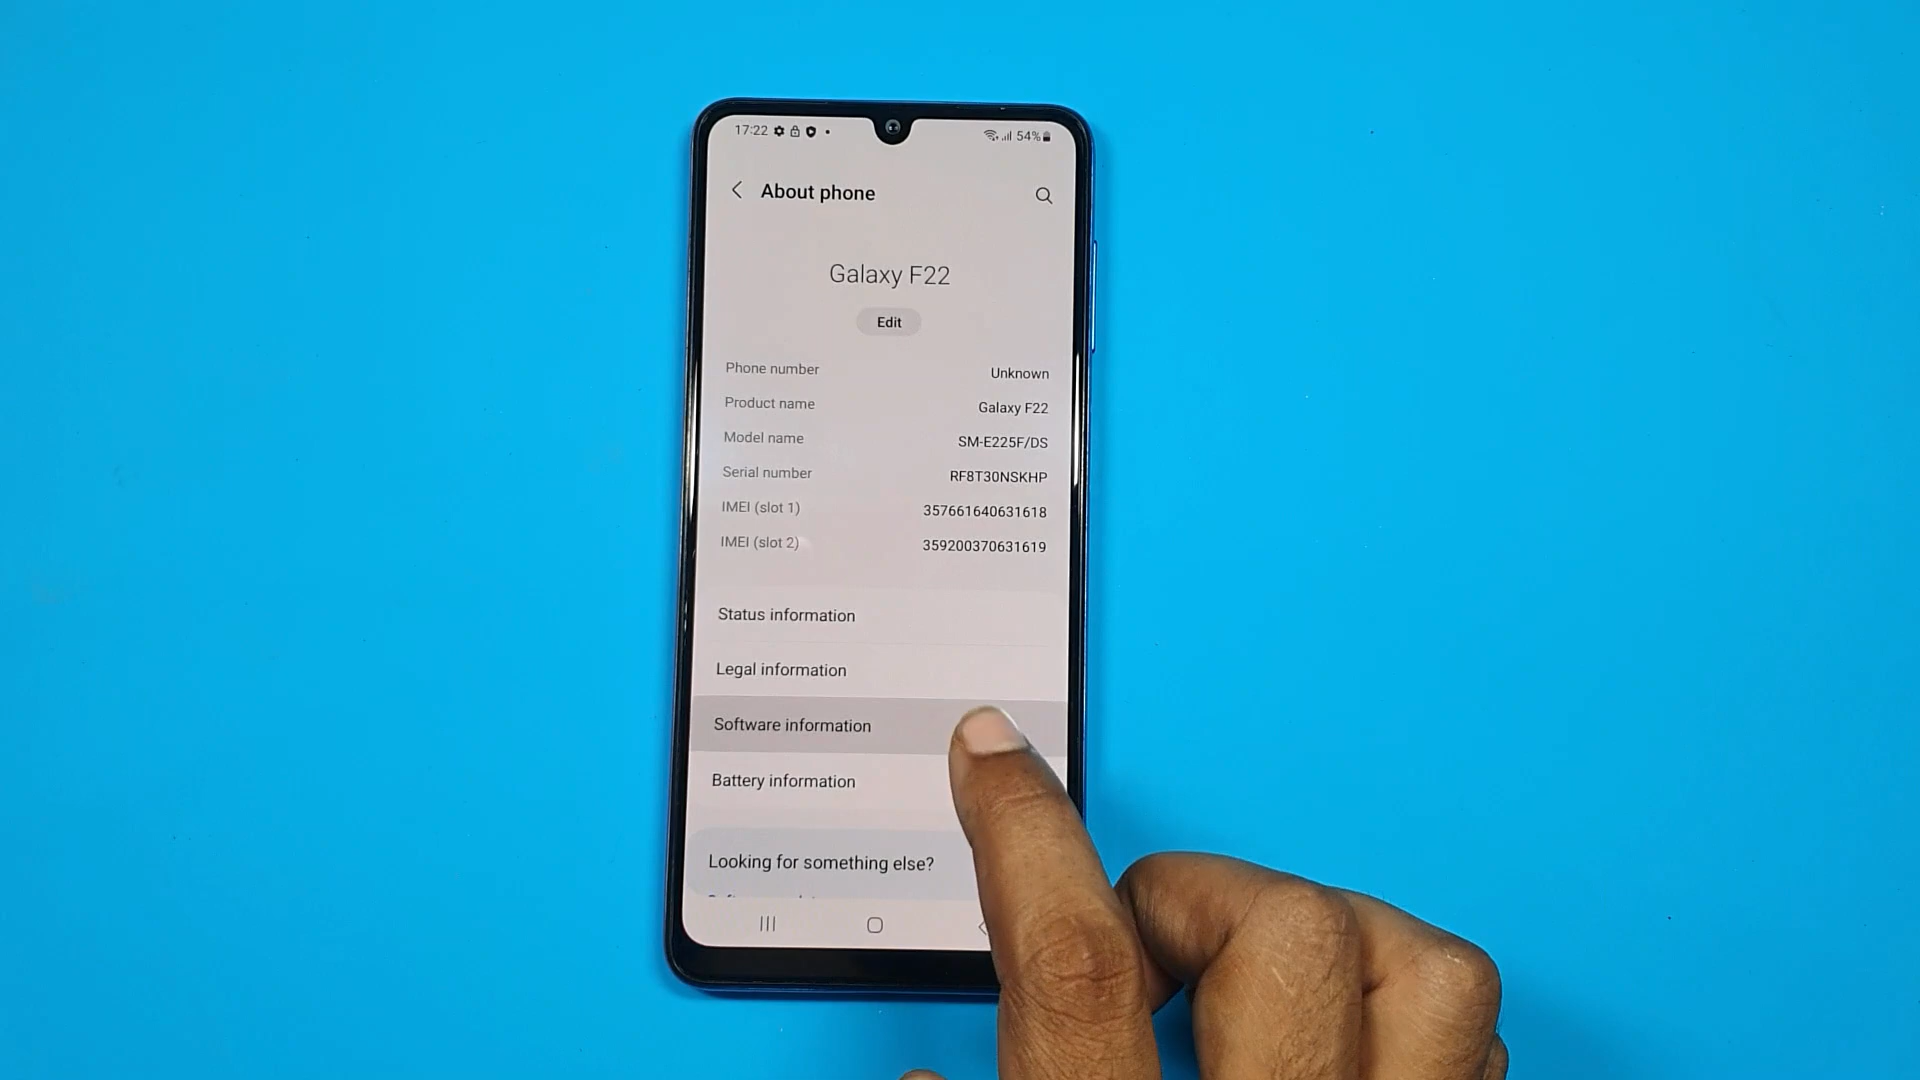 17:22 54%
About phone
Galaxy F22
Edit
Phone number Unknown
Product name Galaxy F22
Model name SM-E225F/DS
Serial number RF8T30NSKHP
IMEI (slot 1) 357661640631618
IMEI (slot 2) 359200370631619
Status information
Legal information
Software information
Battery information
Looking for something else?